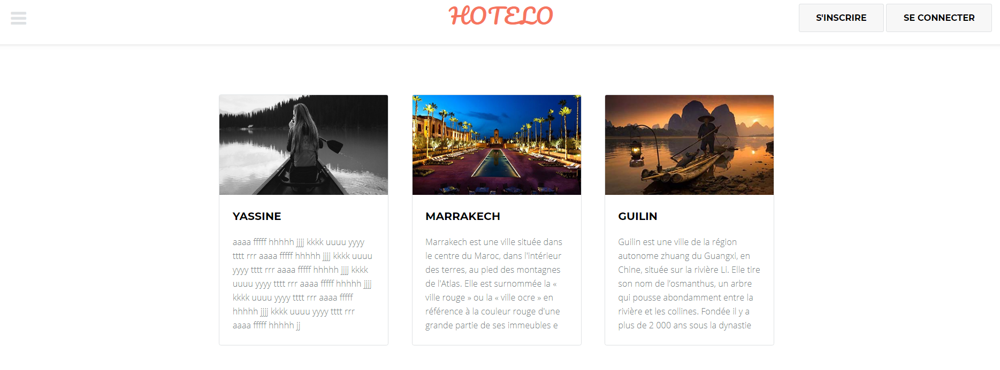 HOTELO
S'INSCRIRE
SE CONNECTER
YASSINE
aaaa fffff hhhhh jjjj kkkk uuuu yyyy
tttt rrr aaaa fffff hhhhh jjjj kkkk uuuu
yyyy tttt rrr aaaa fffff hhhhh jjjj kkkk
uuuu yyyy tttt rrr aaaa fffff hhhhh jjjj
kkkk uuuu yyyy tttt rrr aaaa fffff
hhhhh jjjj kkkk uuuu yyyy tttt rrr
aaaa fffff hhhhh jj
MARRAKECH
Marrakech est une ville située dans
le centre du Maroc, dans l'intérieur
des terres, au pied des montagnes
de l'Atlas. Elle est surnommée la «
ville rouge » ou la « ville ocre » en
référence à la couleur rouge d'une
grande partie de ses immeubles e
GUILIN
Guilin est une ville de la région
autonome zhuang du Guangxi, en
Chine, située sur la rivière Li. Elle tire
son nom de l’osmanthus, un arbre
qui pousse abondamment entre la
rivière et les collines. Fondée il y a
plus de 2 000 ans sous la dynastie